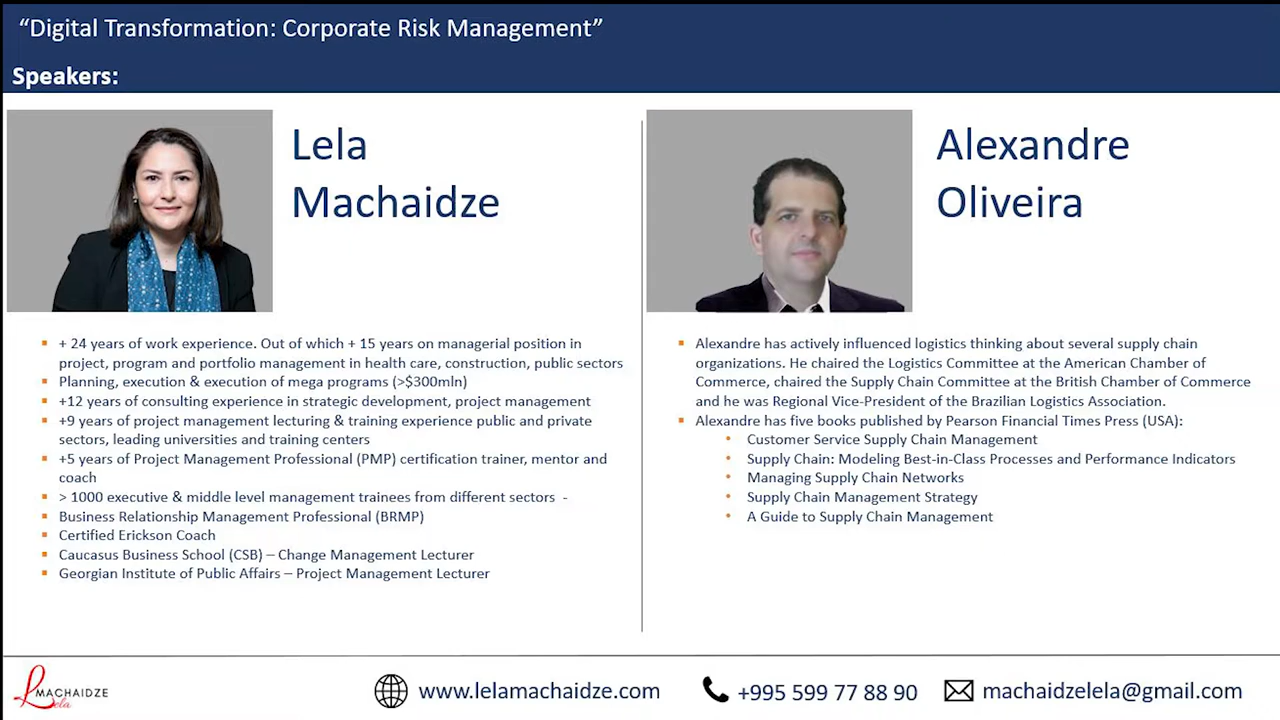 “Digital Transformation: Corporate Risk Management”
Speakers:
Lela
Machaidze
+ 24 years of work experience. Out of which + 15 years on managerial position in
project, program and portfolio management in health care, construction, public sectors
Planning, execution & execution of mega programs (>$300mln)
+12 years of consulting experience in strategic development, project management
+9 years of project management lecturing & training experience public and private
sectors, leading universities and training centers
+5 years of Project Management Professional (PMP) certification trainer, mentor and
coach
> 1000 executive & middle level management trainees from different sectors -
Business Relationship Management Professional (BRMP)
Certified Erickson Coach
Caucasus Business School (CSB) – Change Management Lecturer
Georgian Institute of Public Affairs – Project Management Lecturer
Alexandre
Oliveira
Alexandre has actively influenced logistics thinking about several supply chain
organizations. He chaired the Logistics Committee at the American Chamber of
Commerce, chaired the Supply Chain Committee at the British Chamber of Commerce
and he was Regional Vice-President of the Brazilian Logistics Association.
Alexandre has five books published by Pearson Financial Times Press (USA):
Customer Service Supply Chain Management
Supply Chain: Modeling Best-in-Class Processes and Performance Indicators
Managing Supply Chain Networks
Supply Chain Management Strategy
A Guide to Supply Chain Management
MACHAIDZE
Lela
www.lelamachaidze.com
+995 599 77 88 90
machaidzelela@gmail.com